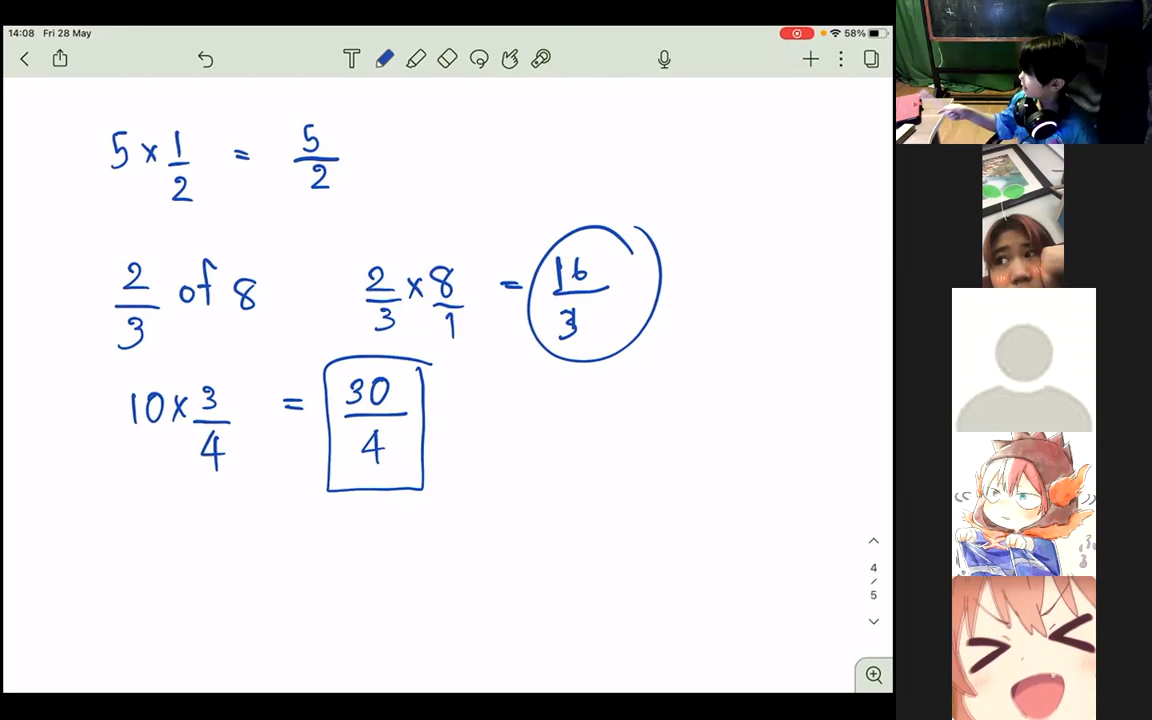 14:08 Fri 28 May
58%
5 × 1/2 = 5/2
2/3 of 8 2/3 × 8/1 = 16/3
10 × 3/4 = 30/4
4
/
5